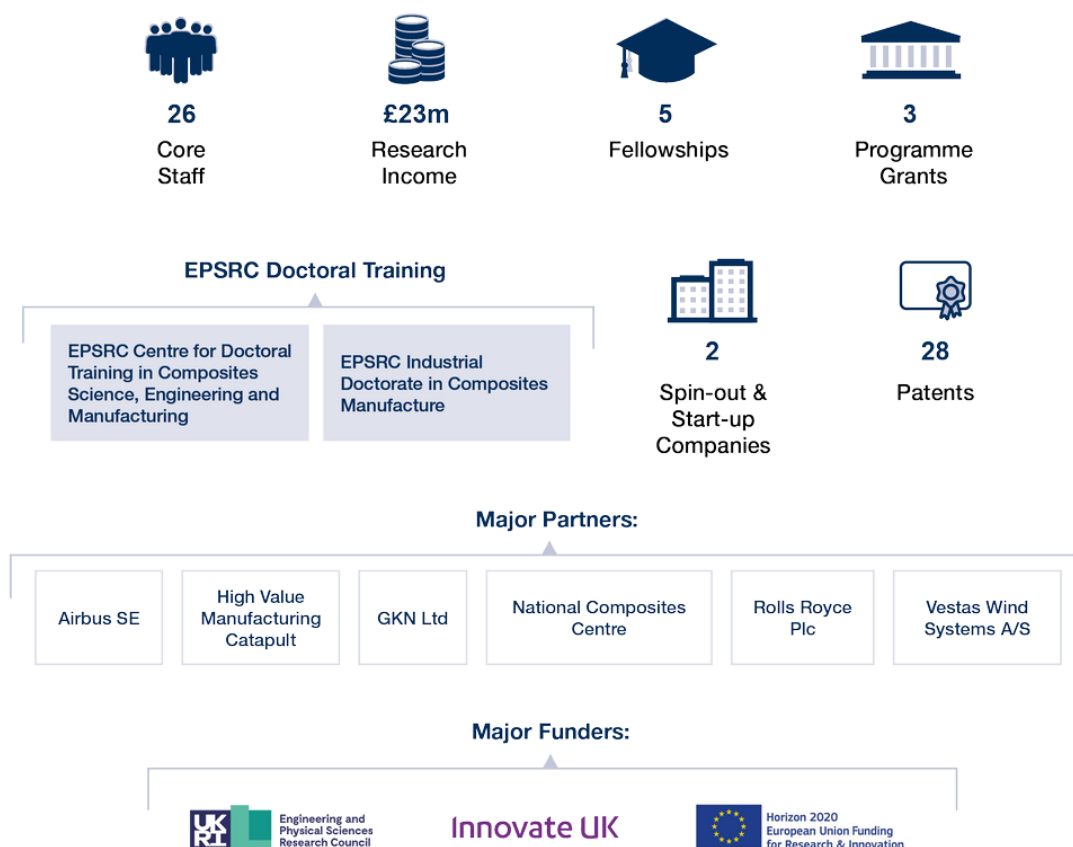 26
Core
Staff
£23m
Research
Income
5
Fellowships
3
Programme
Grants
EPSRC Doctoral Training
EPSRC Centre for Doctoral
Training in Composites
Science, Engineering and
Manufacturing
EPSRC Industrial
Doctorate in Composites
Manufacture
2
Spin-out &
Start-up
Companies
28
Patents
Major Partners:
Airbus SE
High Value
Manufacturing
Catapult
GKN Ltd
National Composites
Centre
Rolls Royce
Plc
Vestas Wind
Systems A/S
Major Funders:
UK
RI
Engineering and
Physical Sciences
Research Council
Innovate UK
Horizon 2020
European Union Funding
for Research & Innovation